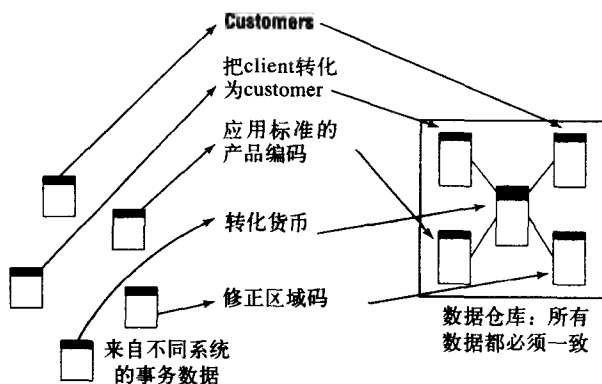 Customers
把client转化
为customer
应用标准的
产品编码
转化货币
修正区域码
来自不同系统
的事务数据
数据仓库：所有
数据都必须一致